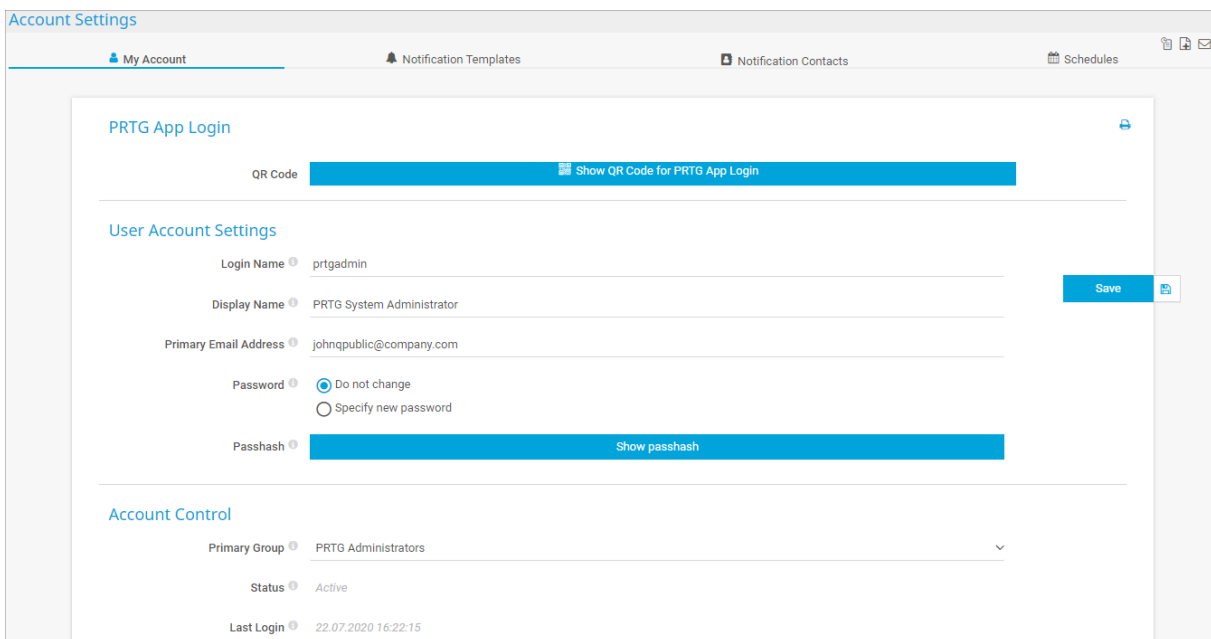 Account Settings
My Account
Notification Templates
Notification Contacts
Schedules
PRTG App Login
QR Code
Show QR Code for PRTG App Login
User Account Settings
Login Name prtgadmin
Save
Display Name PRTG System Administrator
Primary Email Address johnqpublic@company.com
Password Do not change
Specify new password
Passhash Show passhash
Account Control
Primary Group PRTG Administrators
Status Active
Last Login 22.07.2020 16:22:15